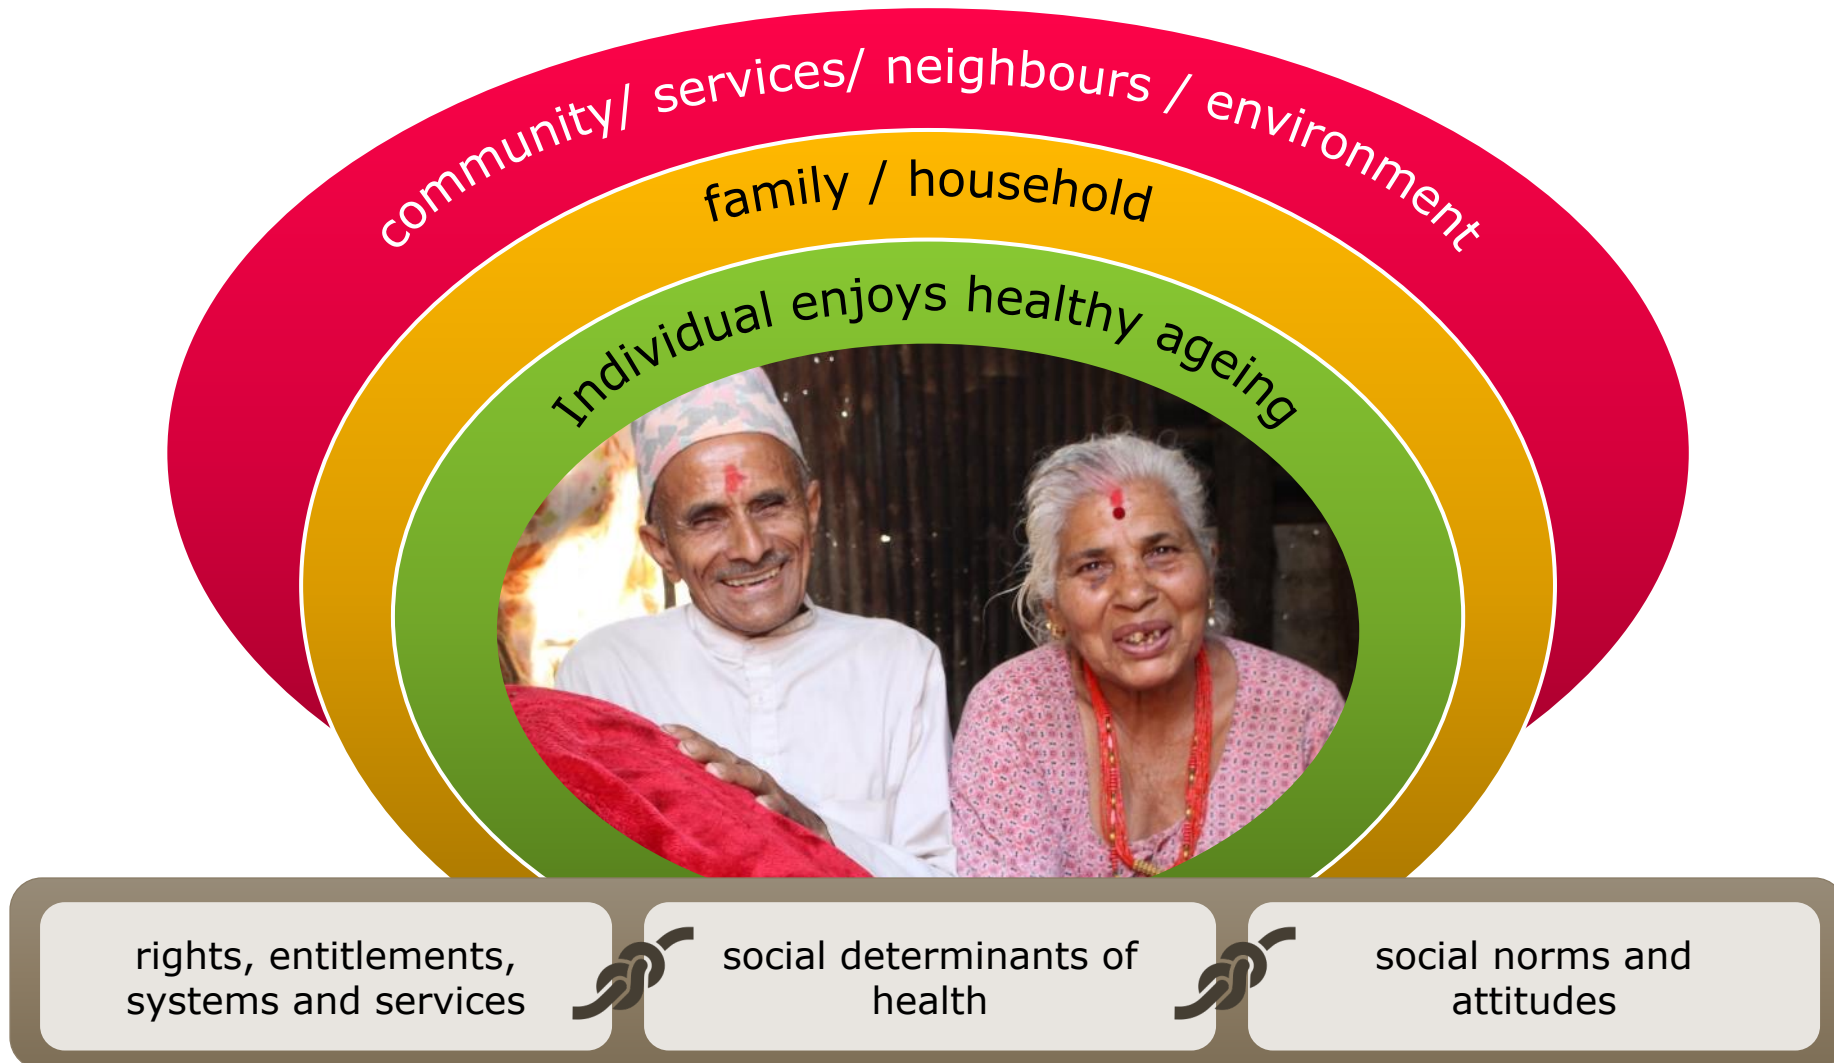 community/ services/ neighbours / environment
family / household
Individual enjoys healthy ageing
rights, entitlements,
systems and services
social determinants of
health
social norms and
attitudes